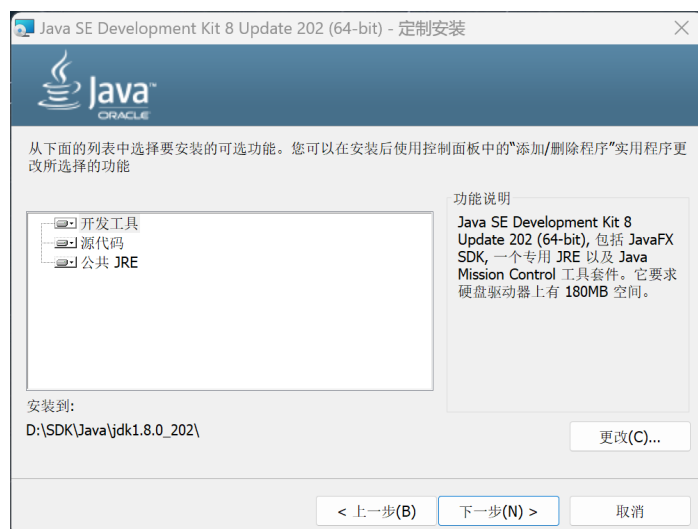 Java SE Development Kit 8 Update 202 (64-bit) - 定制安装
Java™
ORACLE
从下面的列表中选择要安装的可选功能。您可以在安装后使用控制面板中的“添加/删除程序”实用程序更
改所选择的功能
功能说明
开发工具
源代码
公共 JRE
Java SE Development Kit 8
Update 202 (64-bit), 包括 JavaFX
SDK, 一个专用 JRE 以及 Java
Mission Control 工具套件。它要求
硬盘驱动器上有 180MB 空间。
安装到:
D:\SDK\Java\jdk1.8.0_202\
更改(C)...
< 上一步(B)
下一步(N) >
取消